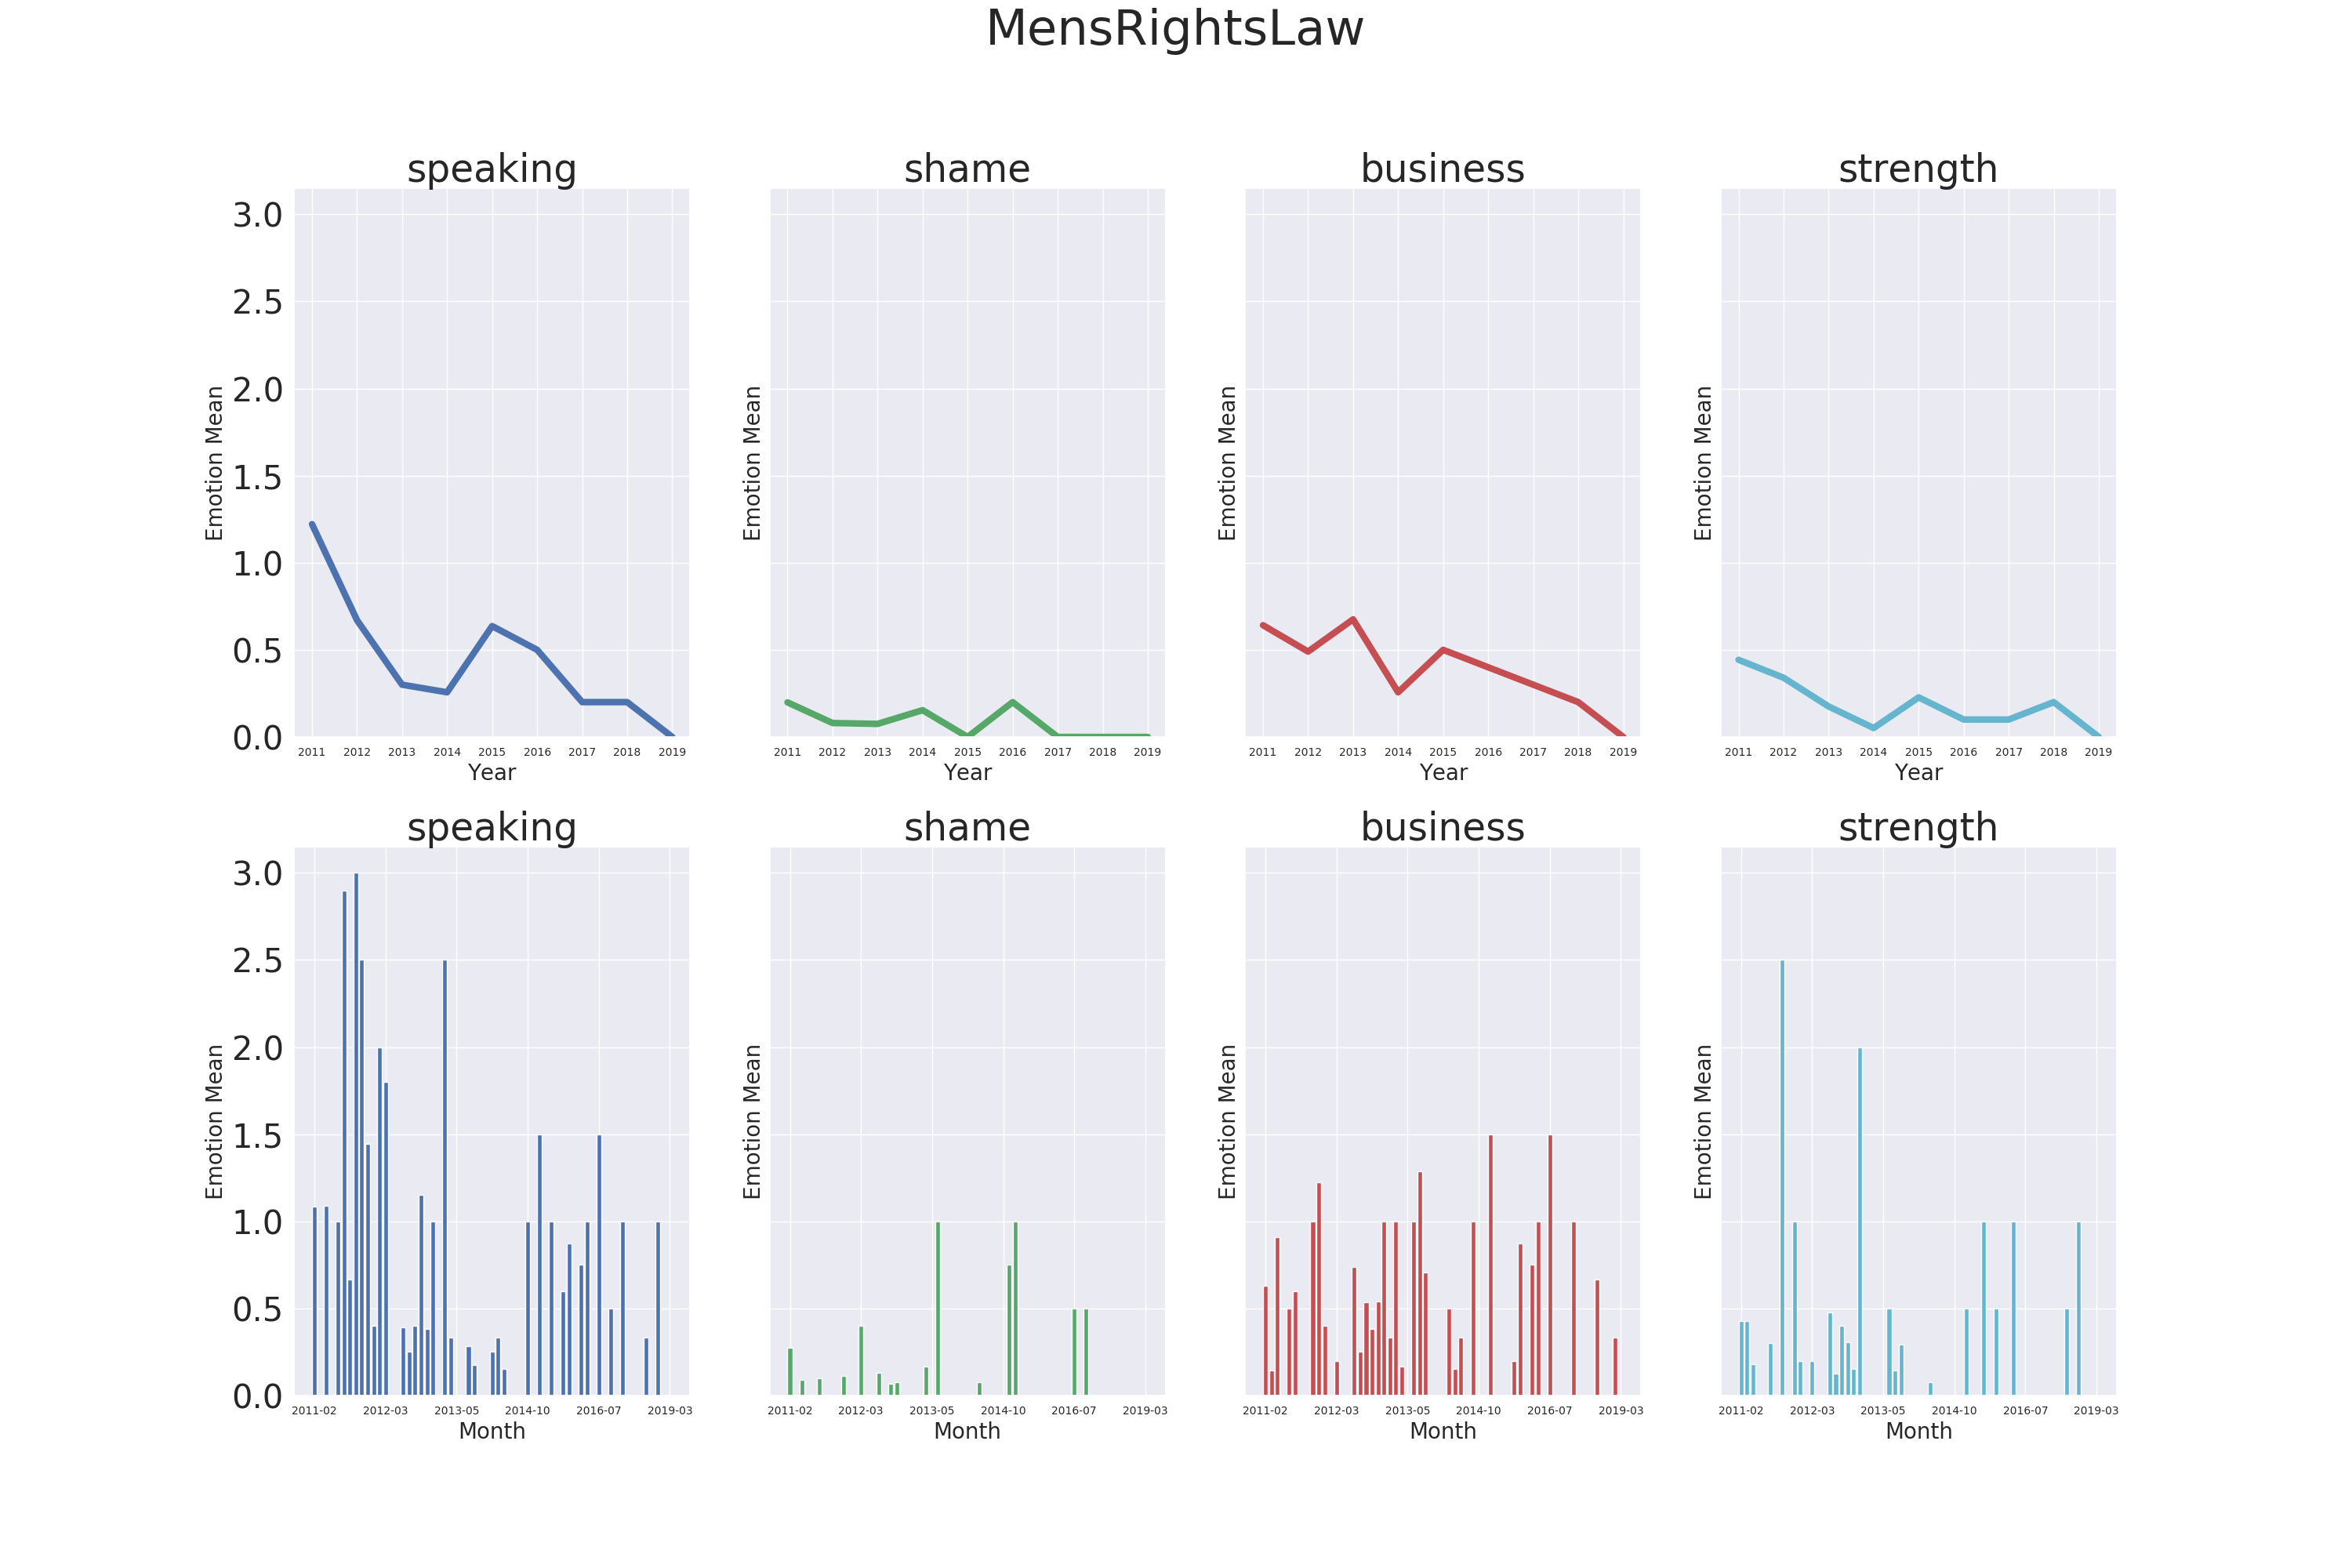 MensRightsLaw
speaking shame business strength
3.0
2.5
2.0
1.5
1.0
0.5
0.0
Emotion Mean Emotion Mean Emotion Mean Emotion Mean
2011 2012 2013 2014 2015 2016 2017 2018 2019 2011 2012 2013 2014 2015 2016 2017 2018 2019 2011 2012 2013 2014 2015 2016 2017 2018 2019 2011 2012 2013 2014 2015 2016 2017 2018 2019
Year Year Year Year
speaking shame business strength
3.0
2.5
2.0
1.5
1.0
0.5
0.0
Emotion Mean Emotion Mean Emotion Mean Emotion Mean
2011-02 2012-03 2013-05 2014-10 2016-07 2019-03 2011-02 2012-03 2013-05 2014-10 2016-07 2019-03 2011-02 2012-03 2013-05 2014-10 2016-07 2019-03 2011-02 2012-03 2013-05 2014-10 2016-07 2019-03
Month Month Month Month